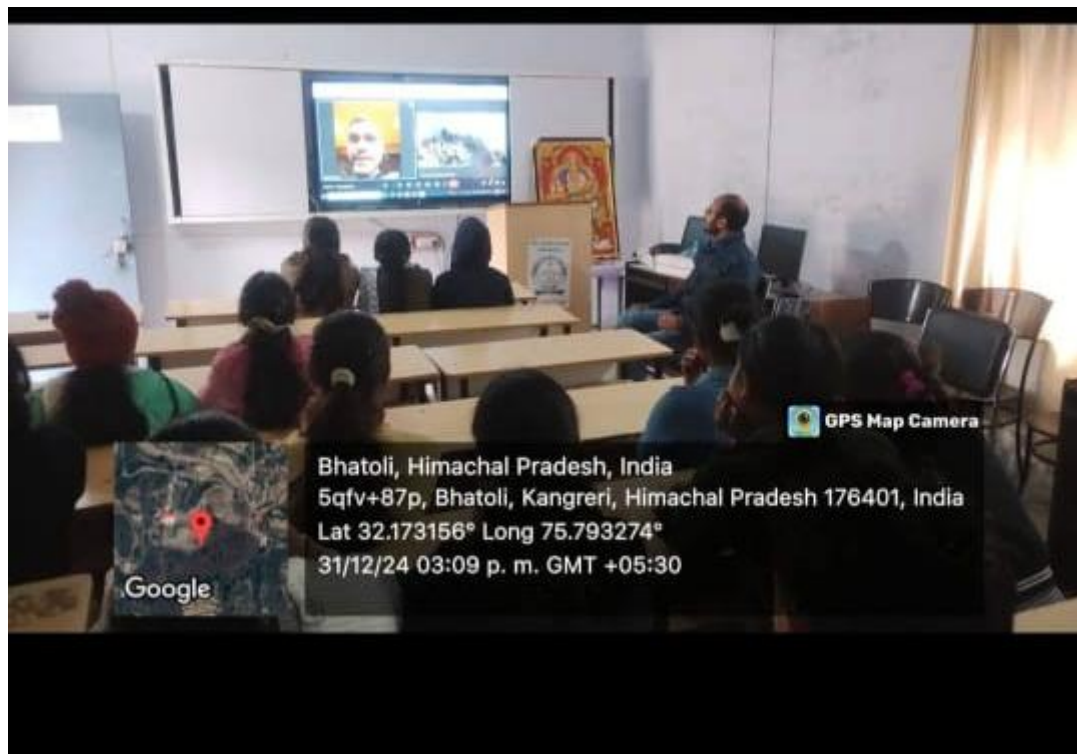 GPS Map Camera
Bhatoli, Himachal Pradesh, India
5qfv+87p, Bhatoli, Kangreri, Himachal Pradesh 176401, India
Lat 32.173156° Long 75.793274°
31/12/24 03:09 p. m. GMT +05:30
Google